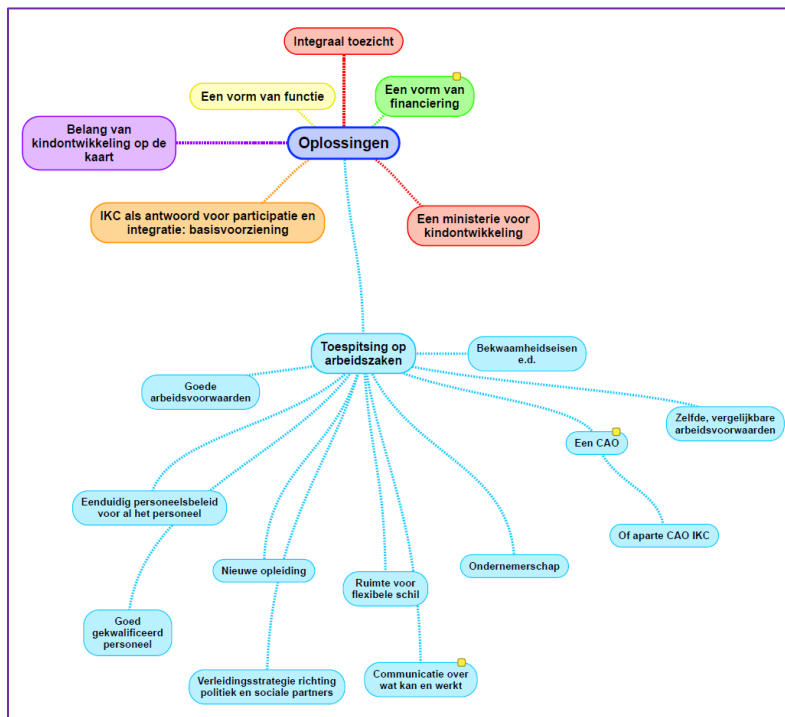 Integraal toezicht
Een vorm van functie
Een vorm van
financiering
Belang van
kindontwikkeling op de
kaart
Oplossingen
IKC als antwoord voor participatie en
integratie: basisvorziening
Een ministerie voor
kindontwikkeling
Toespitsing op
arbeidszaken
Bekwaamheidseisen
e.d.
Goede
arbeidsvoorwaarden
Zelfde, vergelijkbare
arbeidsvoorwaarden
Een CAO
Eenduidig personeelsbeleid
voor al het personeel
Of aparte CAO IKC
Nieuwe opleiding
Ruimte voor
flexibele schil
Ondernemerschap
Goed
gekwalificeerd
personeel
Verleidingsstrategie richting
politiek en sociale partners
Communicatie over
wat kan en werkt